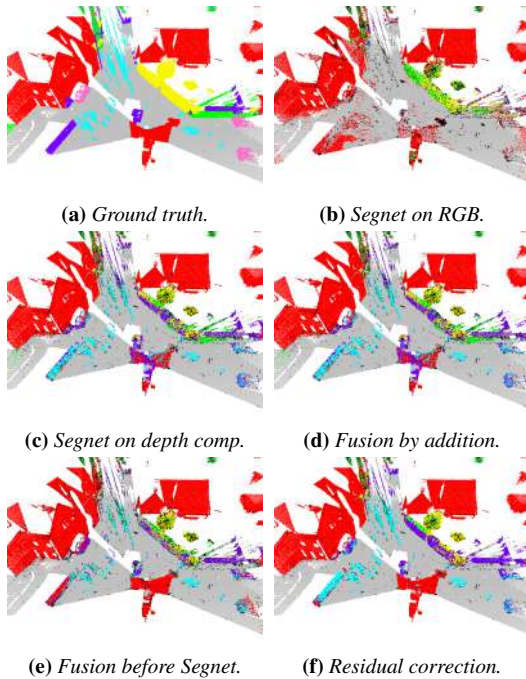 (a) Ground truth.
(b) Segnet on RGB.
(c) Segnet on depth comp.
(d) Fusion by addition.
(e) Fusion before Segnet.
(f) Residual correction.